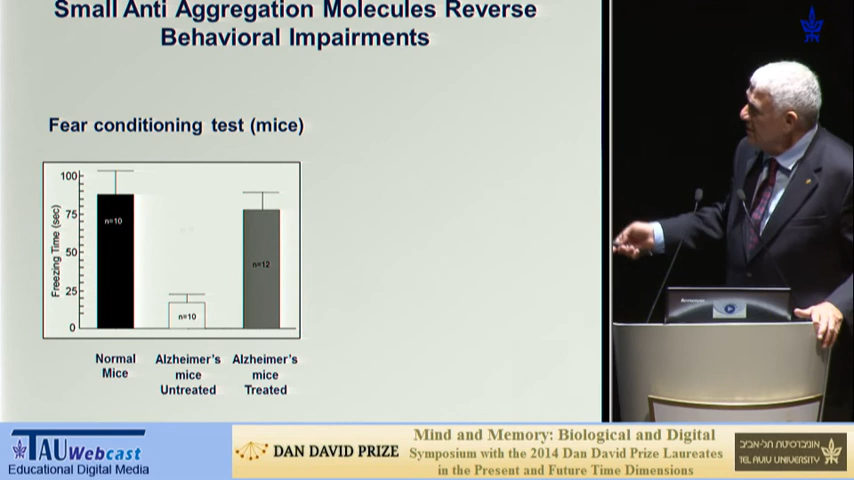 Small Anti Aggregation Molecules Reverse
Behavioral Impairments
Fear conditioning test (mice)
Freezing Time (sec)
100
75
50
25
0
n=10
n=10
n=12
Normal
Mice
Alzheimer's
mice
Untreated
Alzheimer's
mice
Treated
TAU Webcast
Educational Digital Media
DAN DAVID PRIZE
Mind and Memory: Biological and Digital
Symposium with the 2014 Dan David Prize Laureates
in the Present and Future Time Dimensions
אוניברסיטת תל-אביב
TEL AVIV UNIVERSITY